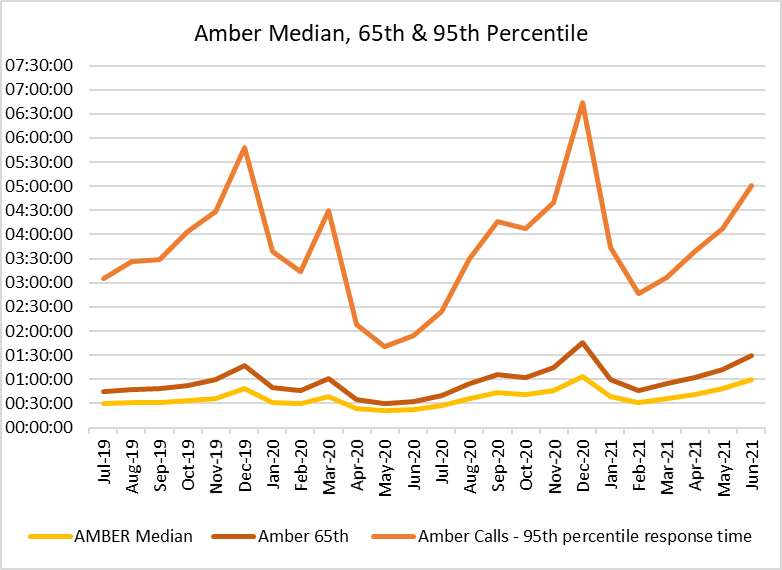 Amber Median, 65th & 95th Percentile
07:30:00
07:00:00
06:30:00
06:00:00
05:30:00
05:00:00
04:30:00
04:00:00
03:30:00
03:00:00
02:30:00
02:00:00
01:30:00
01:00:00
00:30:00
00:00:00
Jul-19
Aug-19
Sep-19
Oct-19
Nov-19
Dec-19
Jan-20
Feb-20
Mar-20
Apr-20
May-20
Jun-20
Jul-20
Aug-20
Sep-20
Oct-20
Nov-20
Dec-20
Jan-21
Feb-21
Mar-21
Apr-21
May-21
Jun-21
AMBER Median
Amber 65th
Amber Calls - 95th percentile response time